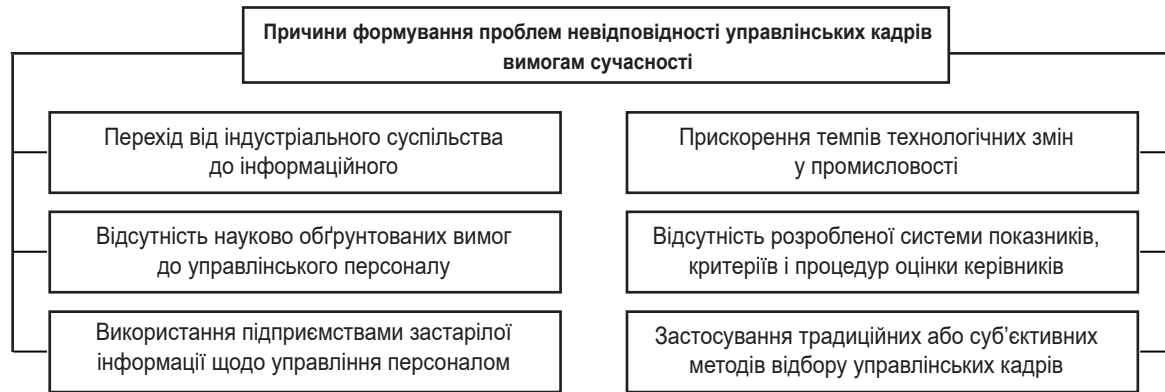 Причини формування проблем невідповідності управлінських кадрів
вимогам сучасності
Перехід від індустріального суспільства
до інформаційного
Прискорення темпів технологічних змін
у промисловості
Відсутність науково обґрунтованих вимог
до управлінського персоналу
Відсутність розробленої системи показників,
критеріїв і процедур оцінки керівників
Використання підприємствами застарілої
інформації щодо управління персоналом
Застосування традиційних або суб’єктивних
методів відбору управлінських кадрів